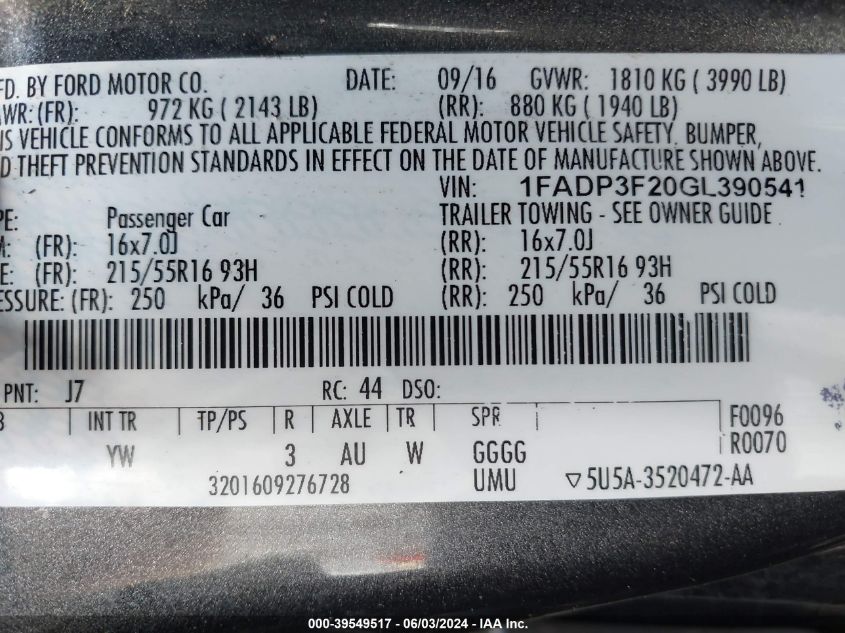 FD. BY FORD MOTOR CO. DATE: 09/16 GVWR: 1810 KG ( 3990 LB)
WR: (FR): 972 KG ( 2143 LB) (RR): 880 KG ( 1940 LB)
IS VEHICLE CONFORMS TO ALL APPLICABLE FEDERAL MOTOR VEHICLE SAFETY, BUMPER,
D THEFT PREVENTION STANDARDS IN EFFECT ON THE DATE OF MANUFACTURE SHOWN ABOVE.
VIN: 1FADP3F20GL390541
PE: Passenger Car TRAILER TOWING - SEE OWNER GUIDE
M: (FR): 16x7.0J (RR): 16x7.0J
E: (FR): 215/55R16 93H (RR): 215/55R16 93H
ESSURE: (FR): 250 kPa/ 36 PSI COLD (RR): 250 kPa/ 36 PSI COLD
PNT: J7 RC: 44 DSO:
B INT TR TP/PS R AXLE TR SPR F0096
YW 3 AU W GGGG R0070
3201609276728 UMU ▽5U5A-3520472-AA
000-39549517 - 06/03/2024 - IAA Inc.